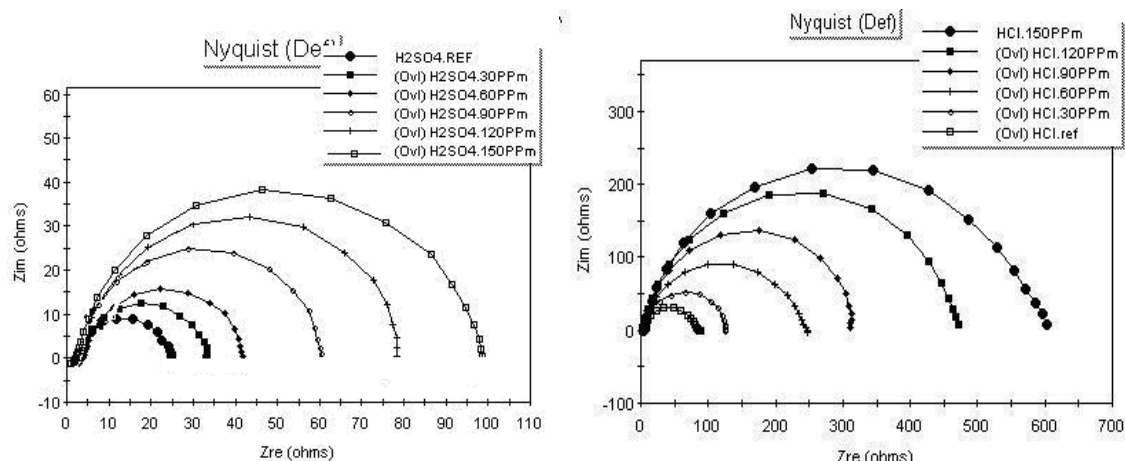 Nyquist (Def)
H2SO4.REF
(Ovl) H2SO4.30PPm
(Ovl) H2SO4.60PPm
(Ovl) H2SO4.90PPm
(Ovl) H2SO4.120PPm
(Ovl) H2SO4.150PPm
60
50
40
30
20
10
0
-10
Zim (ohms)
0 10 20 30 40 50 60 70 80 90 100 110
Zre (ohms)
Nyquist (Def)
HCl.150PPm
(Ovl) HCl.120PPm
(Ovl) HCl.90PPm
(Ovl) HCl.60PPm
(Ovl) HCl.30PPm
(Ovl) HCl.ref
300
200
100
0
-100
Zim (ohms)
0 100 200 300 400 500 600 700
Zre (ohms)